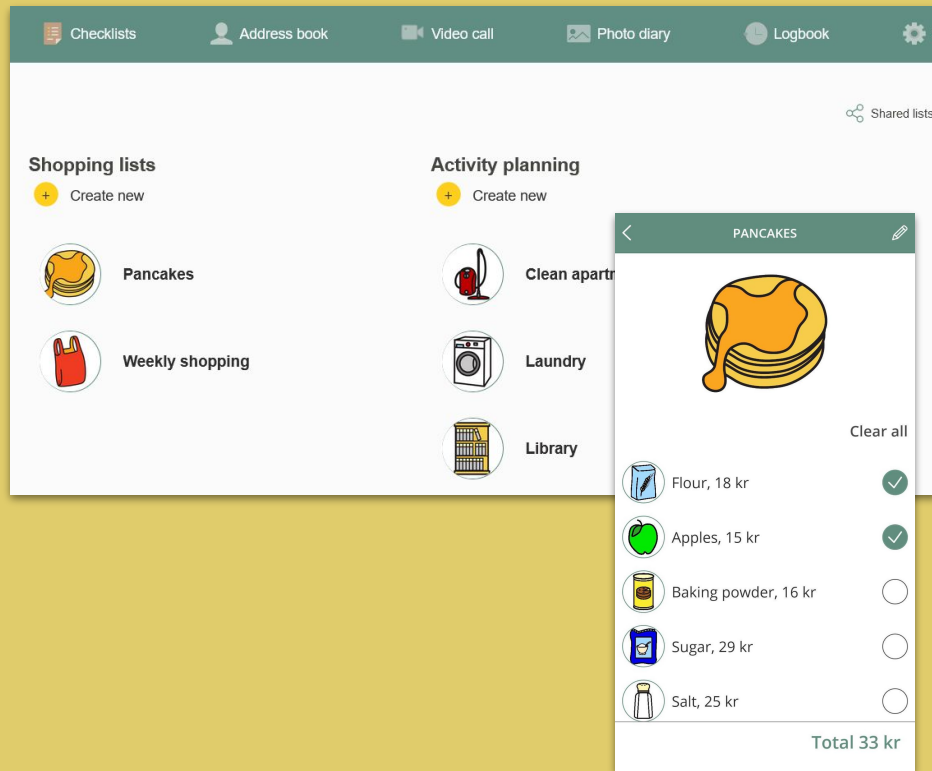 Checklists
Address book
Video call
Photo diary
Logbook
Shared lists
Shopping lists
+ Create new
Pancakes
Weekly shopping
Activity planning
+ Create new
Clean
Laundry
Library
PANCAKES
Clear all
Flour, 18 kr
Apples, 15 kr
Baking powder, 16 kr
Sugar, 29 kr
Salt, 25 kr
Total 33 kr